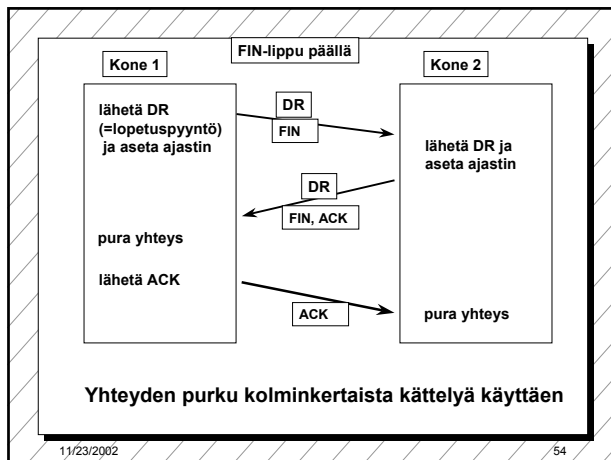 FIN-lippu päällä
Kone 1
Kone 2
lähetä DR
(=lopetuspyyntö)
ja aseta ajastin
DR
FIN
lähetä DR ja
aseta ajastin
DR
FIN, ACK
pura yhteys
lähetä ACK
ACK
pura yhteys
Yhteyden purku kolminkertaista kättelyä käyttäen
11/23/2002
54